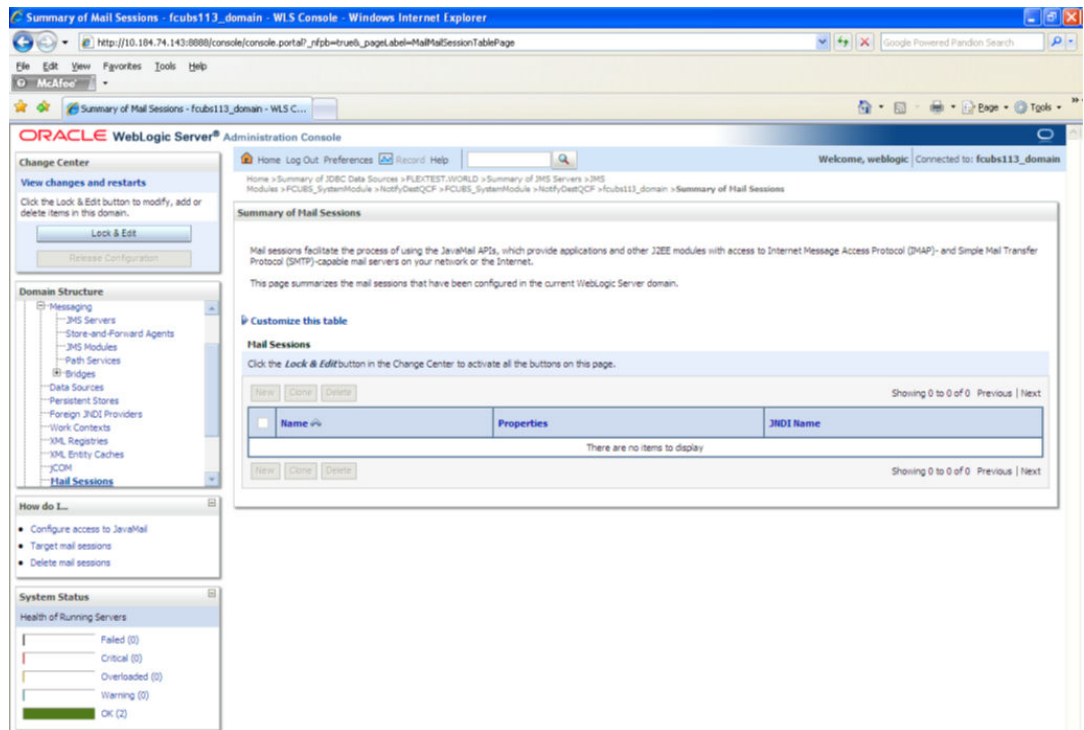 Summary of Mail Sessions - fcubs113_domain - WLS Console - Windows Internet Explorer
http://10.184.74.143:8888/console/console.portal?_nfpb=true&_pageLabel=MailMailSessionTablePage
Google Powered Pandion Search
File Edit View Favorites Tools Help
McAfee
Summary of Mail Sessions - fcubs113_domain - WLS C...
Page Tools
ORACLE WebLogic Server® Administration Console
Change Center
View changes and restarts
Click the Lock & Edit button to modify, add or
delete items in this domain.
Lock & Edit
Release Configuration
Domain Structure
Messaging
JMS Servers
Store-and-Forward Agents
JMS Modules
Path Services
Bridges
Data Sources
Persistent Stores
Foreign JNDI Providers
Work Contexts
XML Registries
XML Entity Caches
jCOM
Mail Sessions
How do I...
Configure access to JavaMail
Target mail sessions
Delete mail sessions
System Status
Health of Running Servers
Failed (0)
Critical (0)
Overloaded (0)
Warning (0)
OK (2)
Home Log Out Preferences Record Help
Welcome, weblogic Connected to: fcubs113_domain
Home >Summary of JDBC Data Sources >FLEXTEST.WORLD >Summary of JMS Servers >JMS
Modules >FCUBS_SystemModule >NotifyDestQCF >FCUBS_SystemModule >NotifyDestQCF >fcubs113_domain >Summary of Mail Sessions
Summary of Mail Sessions
Mail sessions facilitate the process of using the JavaMail APIs, which provide applications and other J2EE modules with access to Internet Message Access Protocol (IMAP)- and Simple Mail Transfer
Protocol (SMTP)-capable mail servers on your network or the Internet.
This page summarizes the mail sessions that have been configured in the current WebLogic Server domain.
Customize this table
Mail Sessions
Click the Lock & Edit button in the Change Center to activate all the buttons on this page.
New Clone Delete
Showing 0 to 0 of 0 Previous | Next
Name Properties JNDI Name
There are no items to display
New Clone Delete
Showing 0 to 0 of 0 Previous | Next